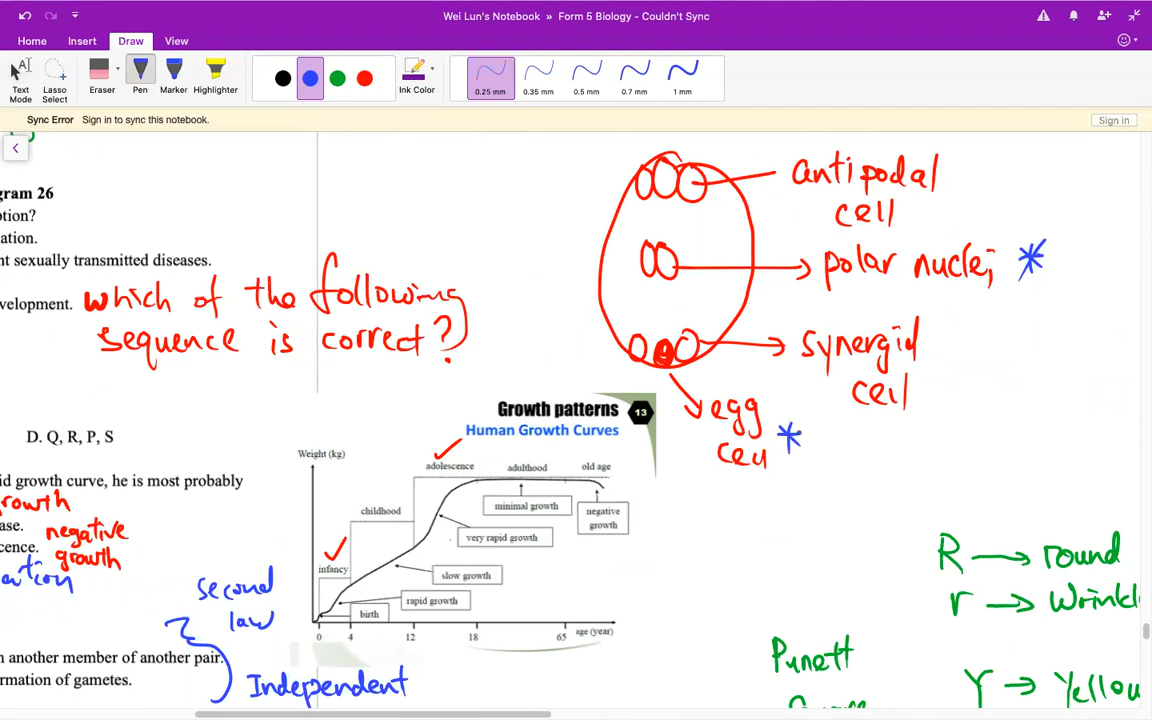 Wei Lun's Notebook » Form 5 Biology - Couldn't Sync
Home Insert Draw View
Text Mode
Lasso Select
Eraser
Pen
Marker
Highlighter
Ink Color
0.25 mm
0.35 mm
0.5 mm
0.7 mm
1 mm
Sync Error Sign in to sync this notebook.
Sign in
gram 26
ption?
ation.
nt sexually transmitted diseases.
evelopment.
which of the following
sequence is correct?
antipodal
cell
polar nuclei
synergid
cell
egg
cell
D. Q, R, P, S
id growth curve, he is most probably
growth
ase.
negative
cence.
growth
ation
Growth patterns 13
Human Growth Curves
Weight (kg)
adolescence
adulthood
old age
childhood
minimal growth
negative growth
very rapid growth
infancy
slow growth
rapid growth
birth
0 4 12 18 65 age (year)
second
law
n another member of another pair.
rmation of gametes.
Independent
R → round
r → wrinkl
Punett
Y → Yellow